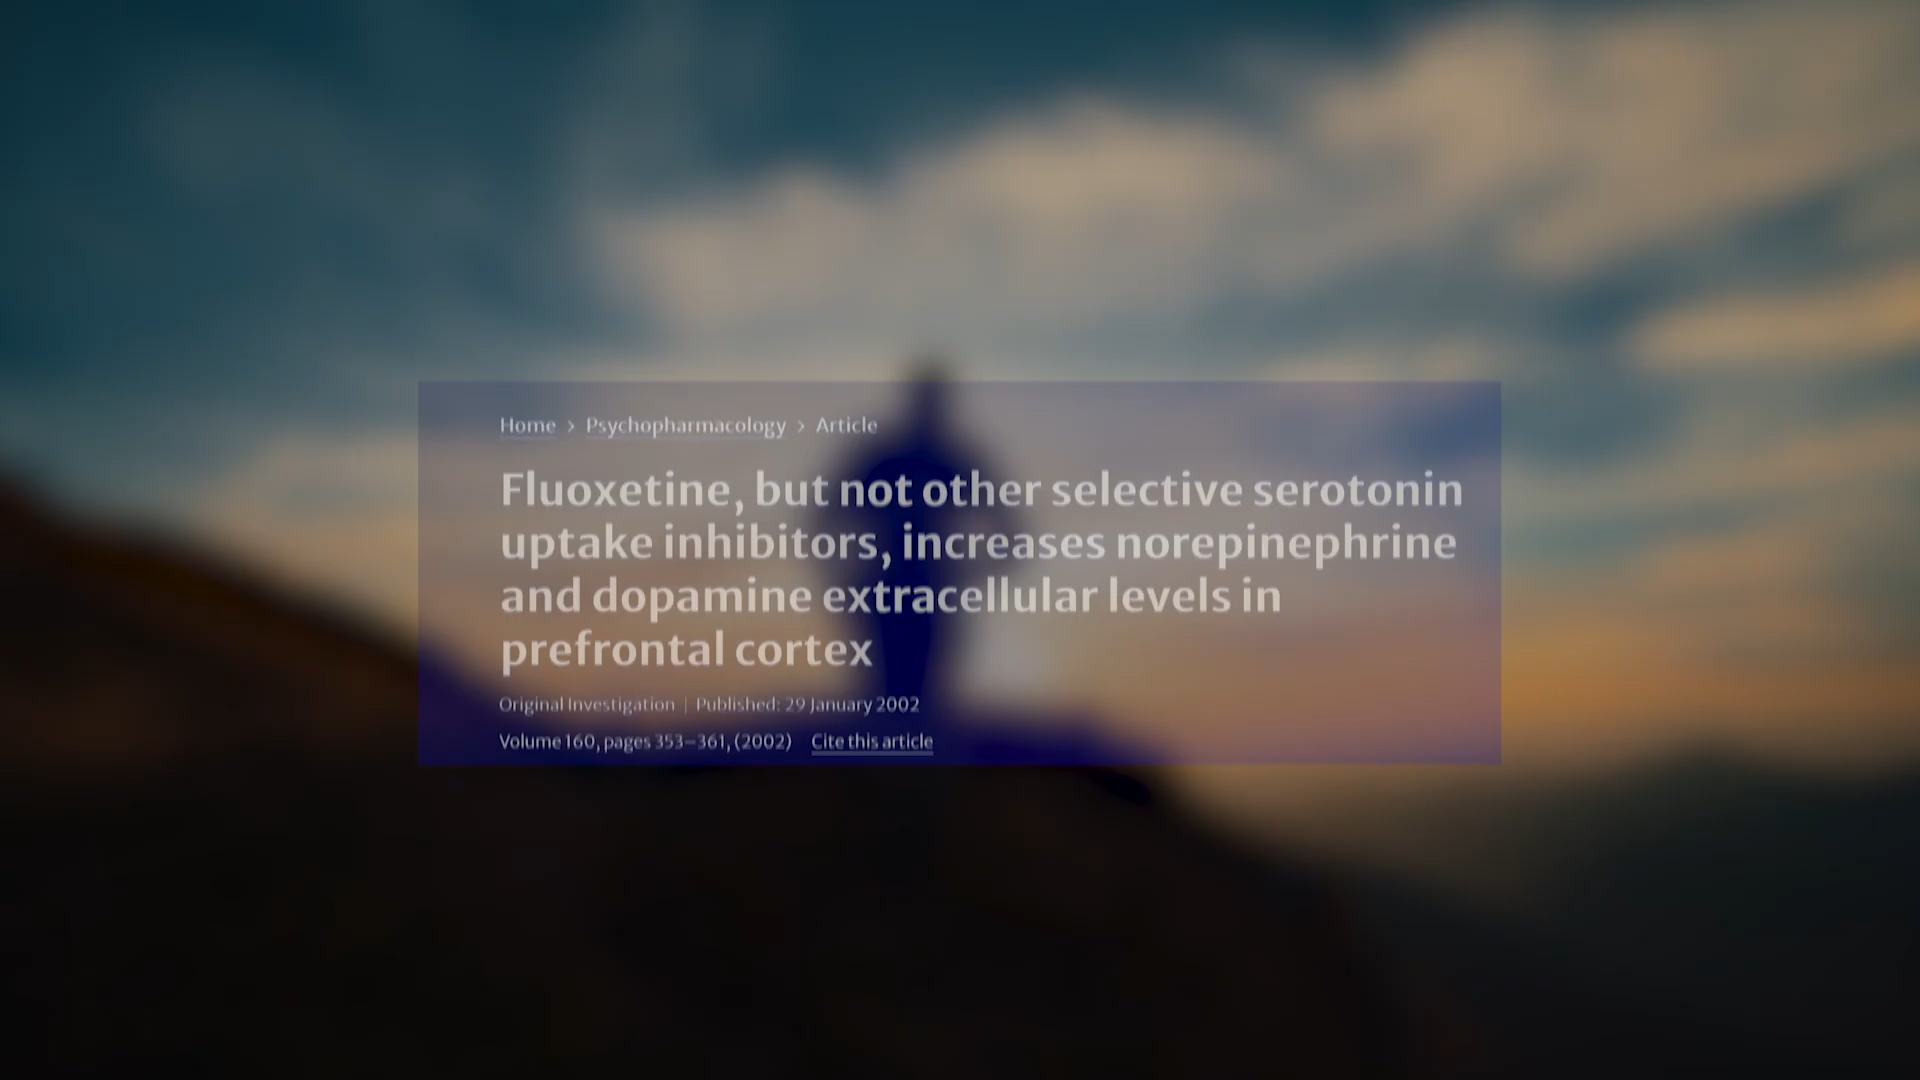 Home > Psychopharmacology > Article
Fluoxetine, but not other selective serotonin
uptake inhibitors, increases norepinephrine
and dopamine extracellular levels in
prefrontal cortex
Original Investigation | Published: 29 January 2002
Volume 160, pages 353–361, (2002) Cite this article